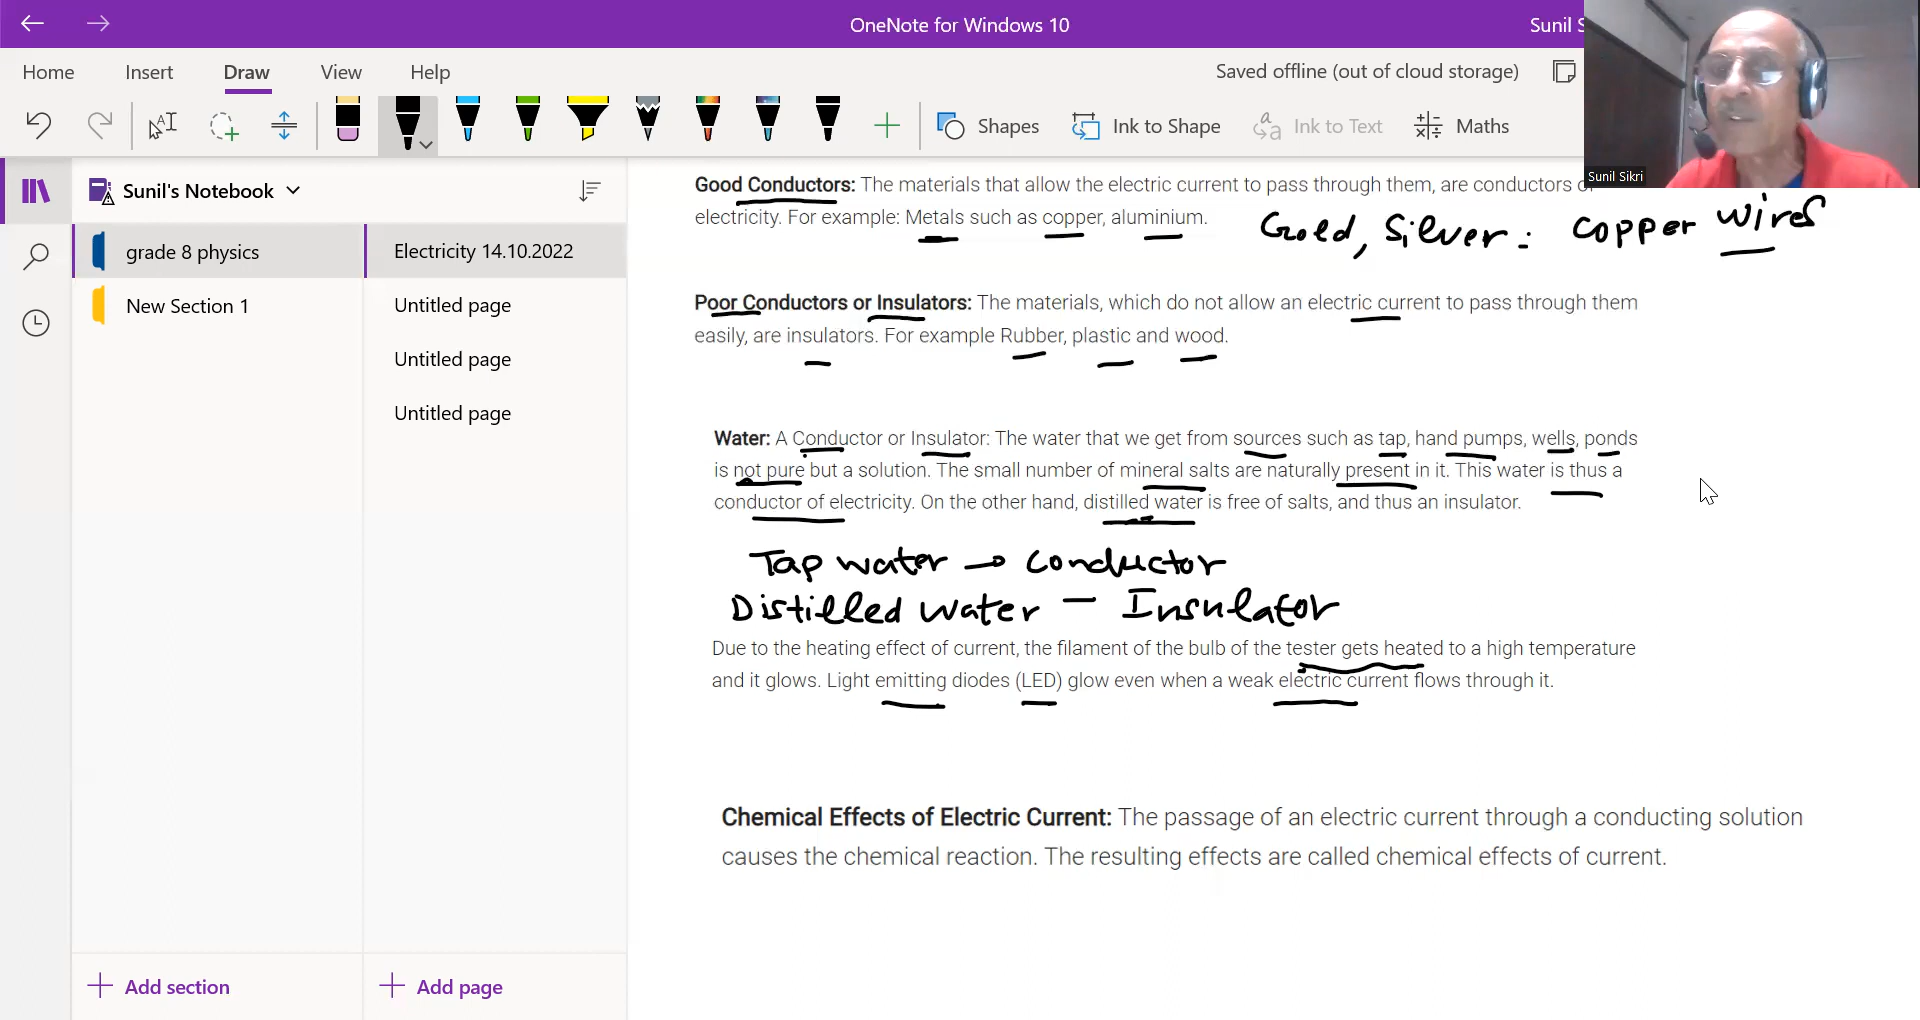 OneNote for Windows 10
Sunil S
Home Insert Draw View Help
Saved offline (out of cloud storage)
Shapes Ink to Shape Ink to Text Maths
Sunil Sikri
Sunil's Notebook
grade 8 physics
New Section 1
Electricity 14.10.2022
Untitled page
Untitled page
Untitled page
Add section
Add page
Good Conductors: The materials that allow the electric current to pass through them, are conductors
electricity. For example: Metals such as copper, aluminium.
Gold, Silver: Copper wires
Poor Conductors or Insulators: The materials, which do not allow an electric current to pass through them
easily, are insulators. For example Rubber, plastic and wood.
Water: A Conductor or Insulator: The water that we get from sources such as tap, hand pumps, wells, ponds
is not pure but a solution. The small number of mineral salts are naturally present in it. This water is thus a
conductor of electricity. On the other hand, distilled water is free of salts, and thus an insulator.
Tap water → Conductor
Distilled water – Insulator
Due to the heating effect of current, the filament of the bulb of the tester gets heated to a high temperature
and it glows. Light emitting diodes (LED) glow even when a weak electric current flows through it.
Chemical Effects of Electric Current: The passage of an electric current through a conducting solution
causes the chemical reaction. The resulting effects are called chemical effects of current.